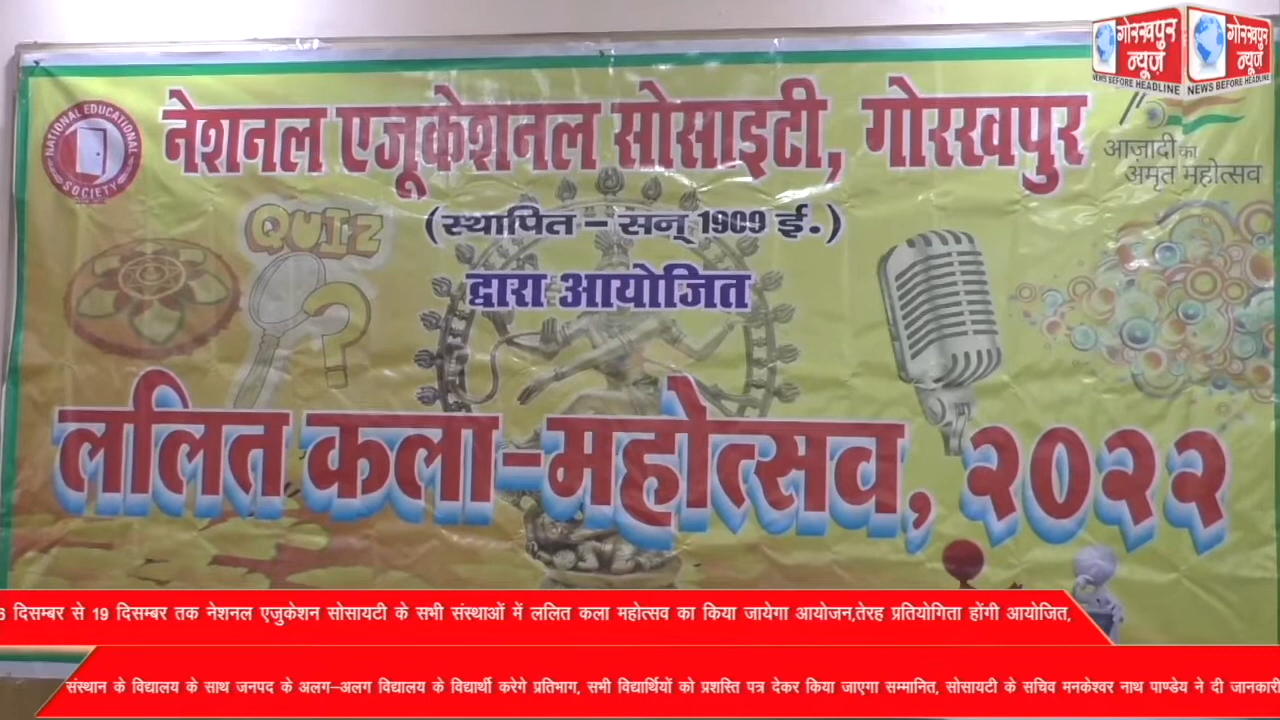 गोरखपुर न्यूज़
NEWS BEFORE HEADLINE
गोरखपुर न्यूज़
NEWS BEFORE HEADLINE
NATIONAL EDUCATIONAL SOCIETY
नेशनल एजूकेशनल सोसाइटी, गोरखपुर
आज़ादी का
अमृत महोत्सव
(स्थापित – सन् 1909 ई.)
QUIZ
द्वारा आयोजित
ललित कला-महोत्सव, २०२२
6 दिसम्बर से 19 दिसम्बर तक नेशनल एजुकेशन सोसायटी के सभी संस्थाओं में ललित कला महोत्सव का किया जायेगा आयोजन,तेरह प्रतियोगिता होंगी आयोजित,
संस्थान के विद्यालय के साथ जनपद के अलग-अलग विद्यालय के विद्यार्थी करेगे प्रतिभाग, सभी विद्यार्थियों को प्रशस्ति पत्र देकर किया जाएगा सम्मानित, सोसायटी के सचिव मनकेश्वर नाथ पाण्डेय ने दी जानकारी